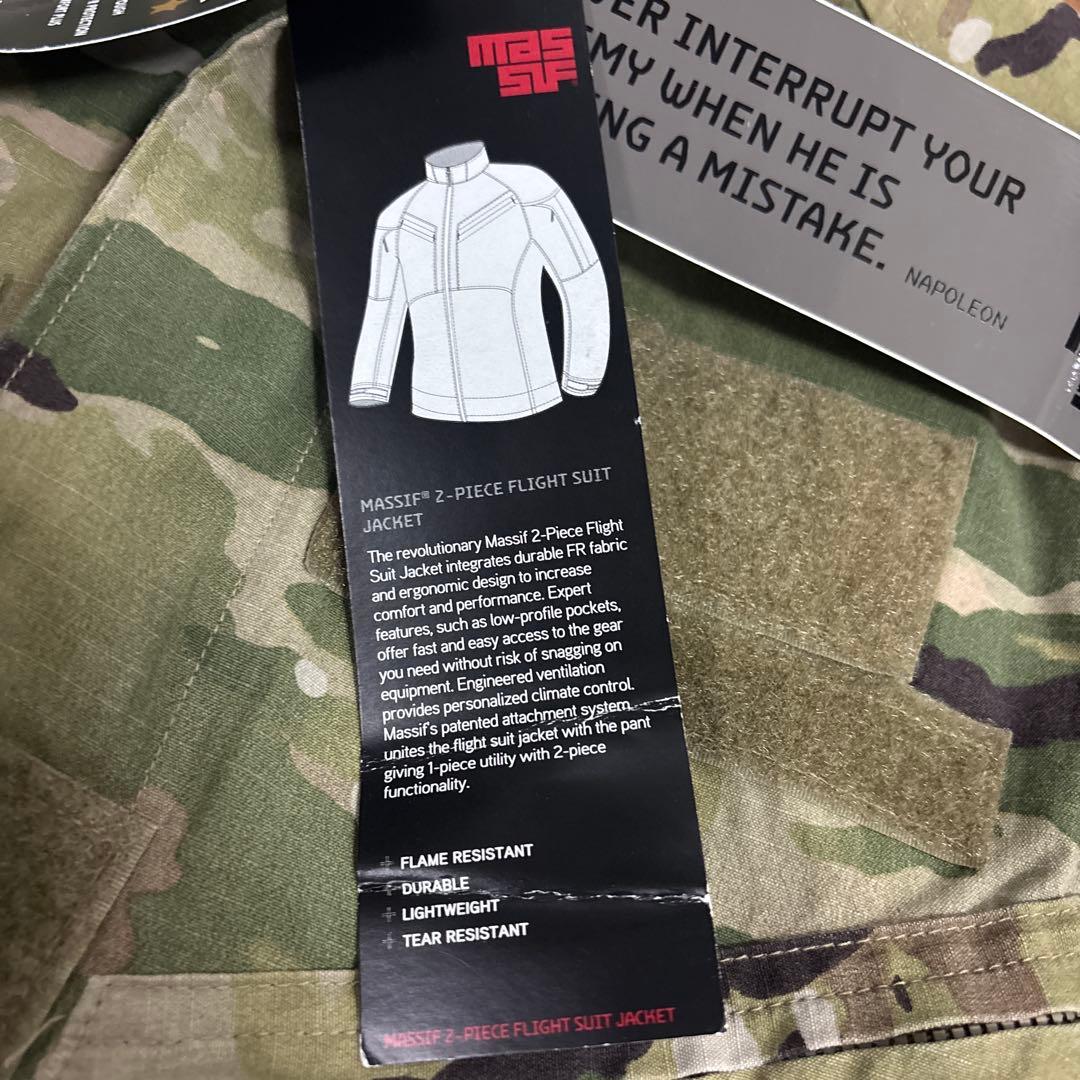 PROTECTION
mas
sif
INTERRUPT YOUR
WHEN HE IS
A MISTAKE.
NAPOLEON
MASSIF® 2-PIECE FLIGHT SUIT
JACKET
The revolutionary Massif 2-Piece Flight
Suit Jacket integrates durable FR fabric
and ergonomic design to increase
comfort and performance. Expert
features, such as low-profile pockets,
offer fast and easy access to the gear
you need without risk of snagging on
equipment. Engineered ventilation
provides personalized climate control.
Massif's patented attachment system
unites the flight suit jacket with the pant
giving 1-piece utility with 2-piece
functionality.
FLAME RESISTANT
DURABLE
LIGHTWEIGHT
TEAR RESISTANT
MASSIF 2-PIECE FLIGHT SUIT JACKET